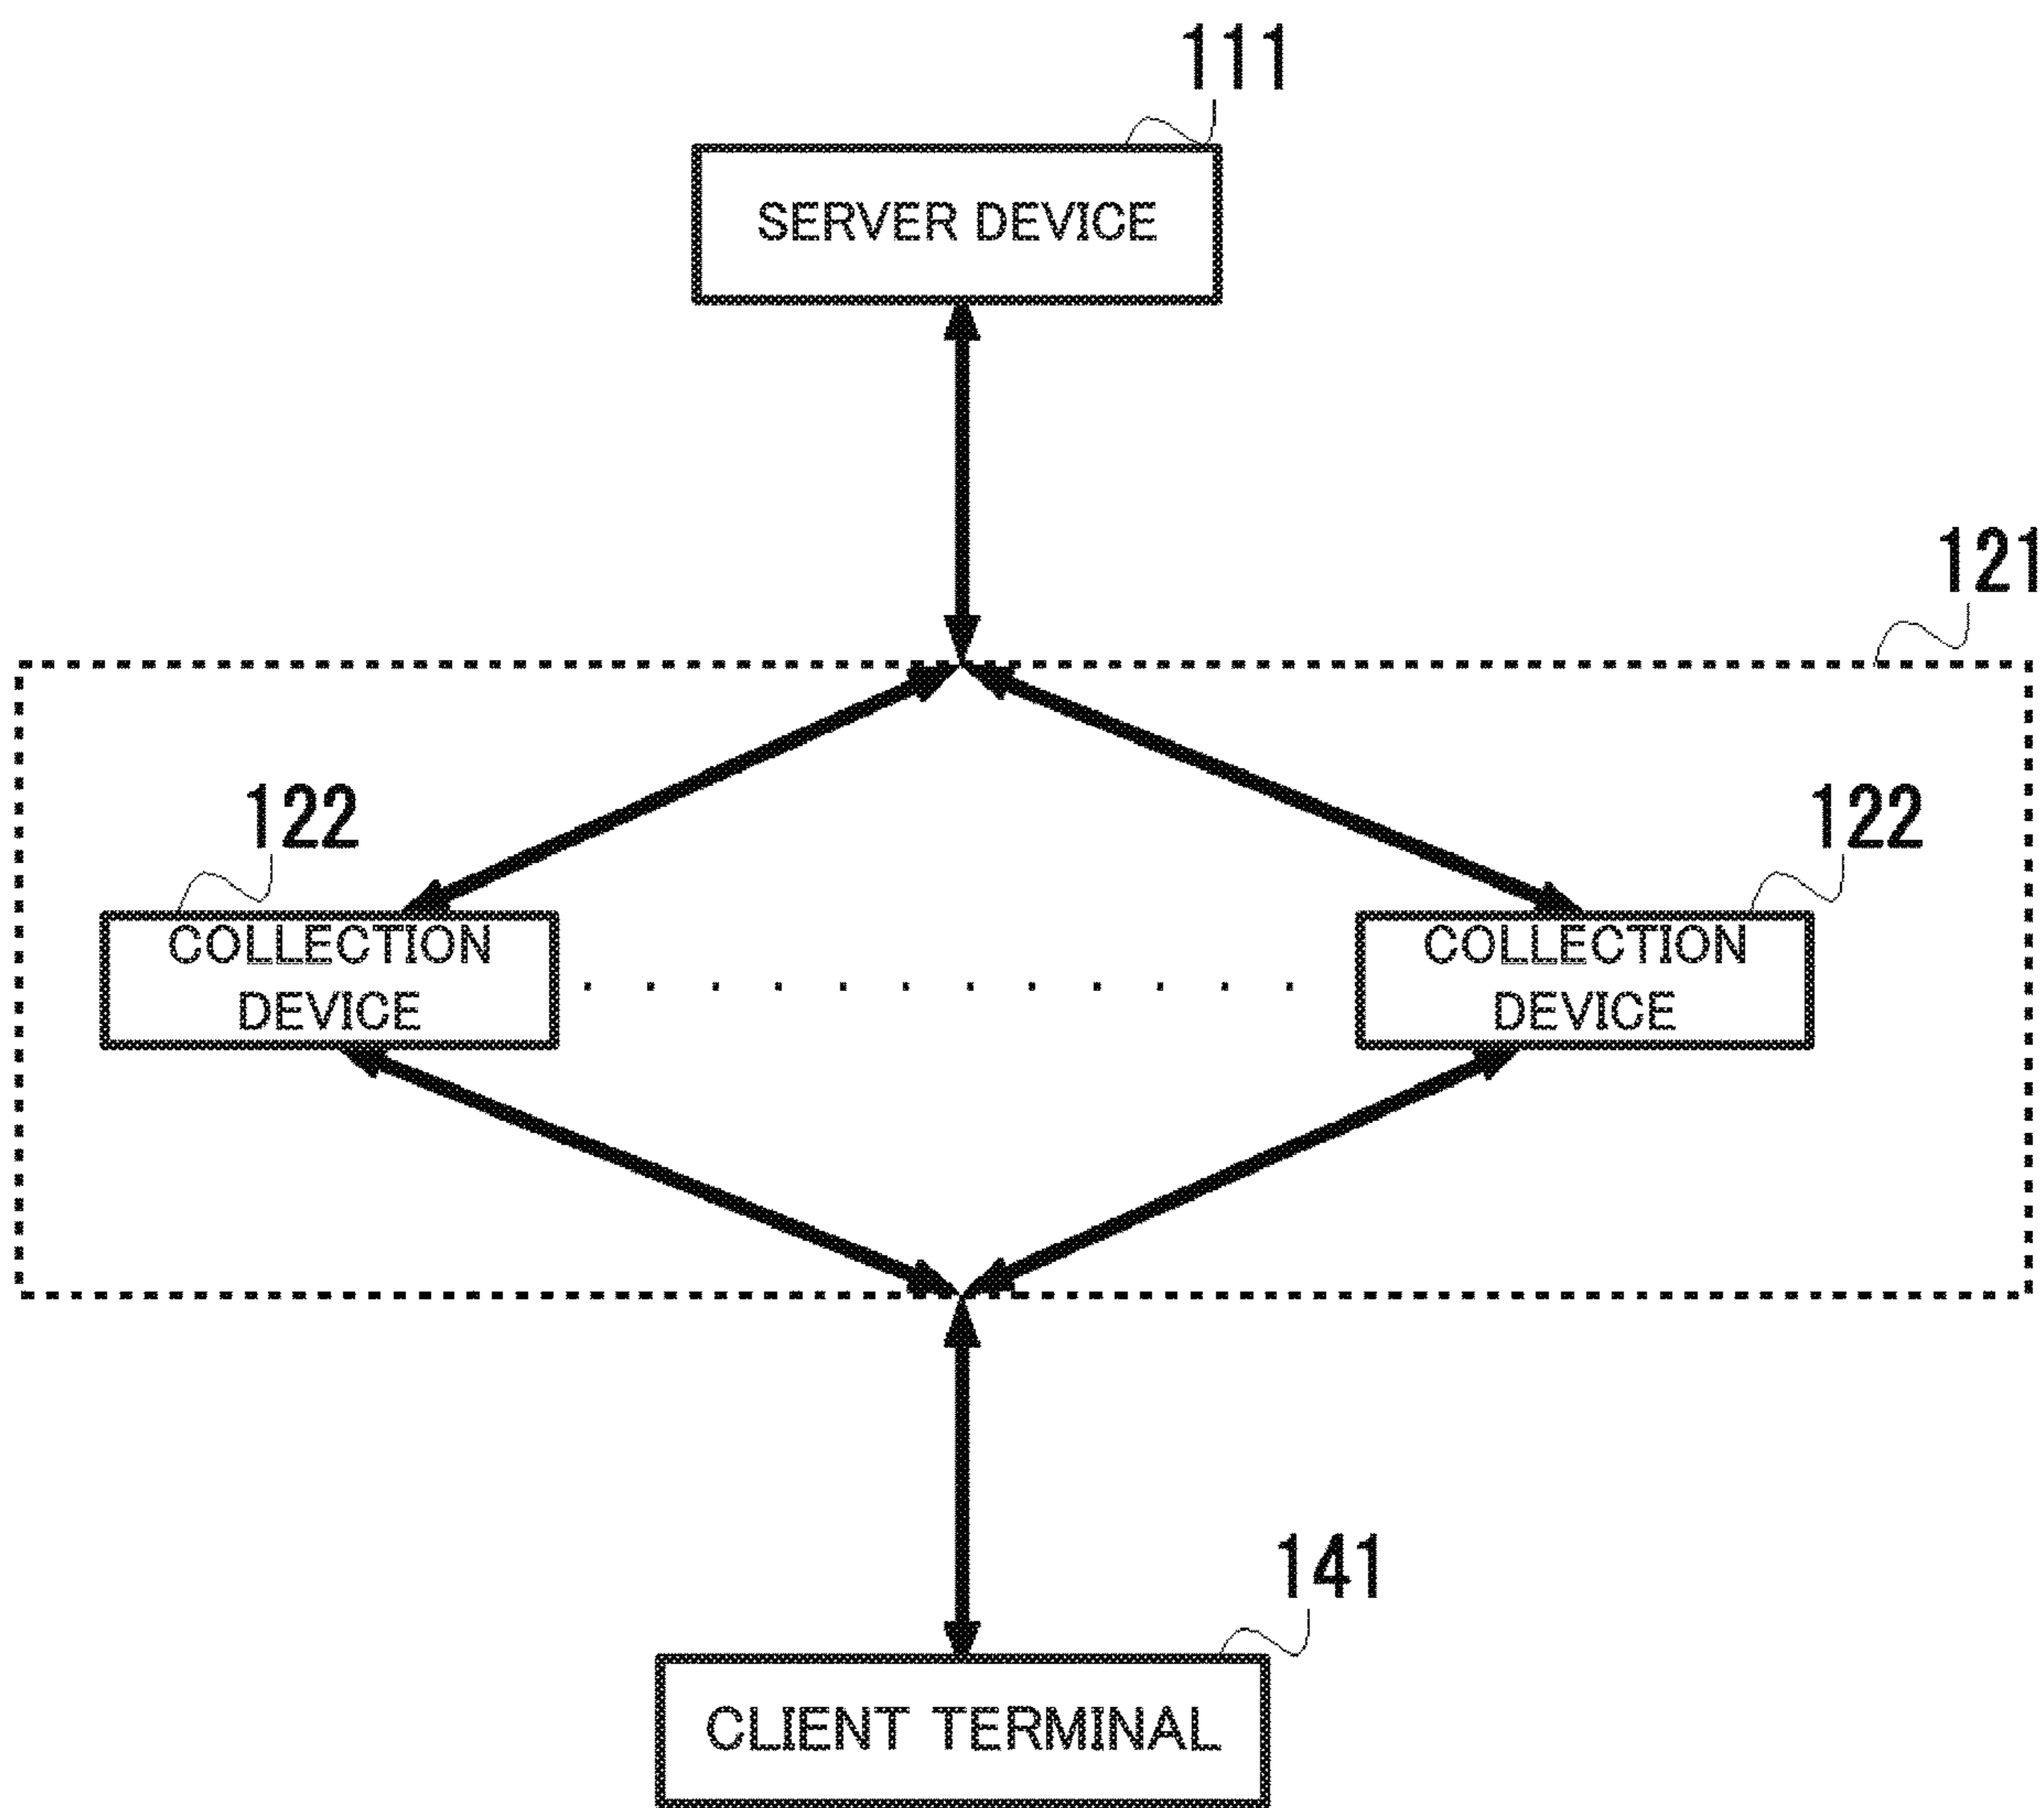 111
SERVER DEVICE
121
122
122
COLLECTION
DEVICE
COLLECTION
DEVICE
141
CLIENT TERMINAL